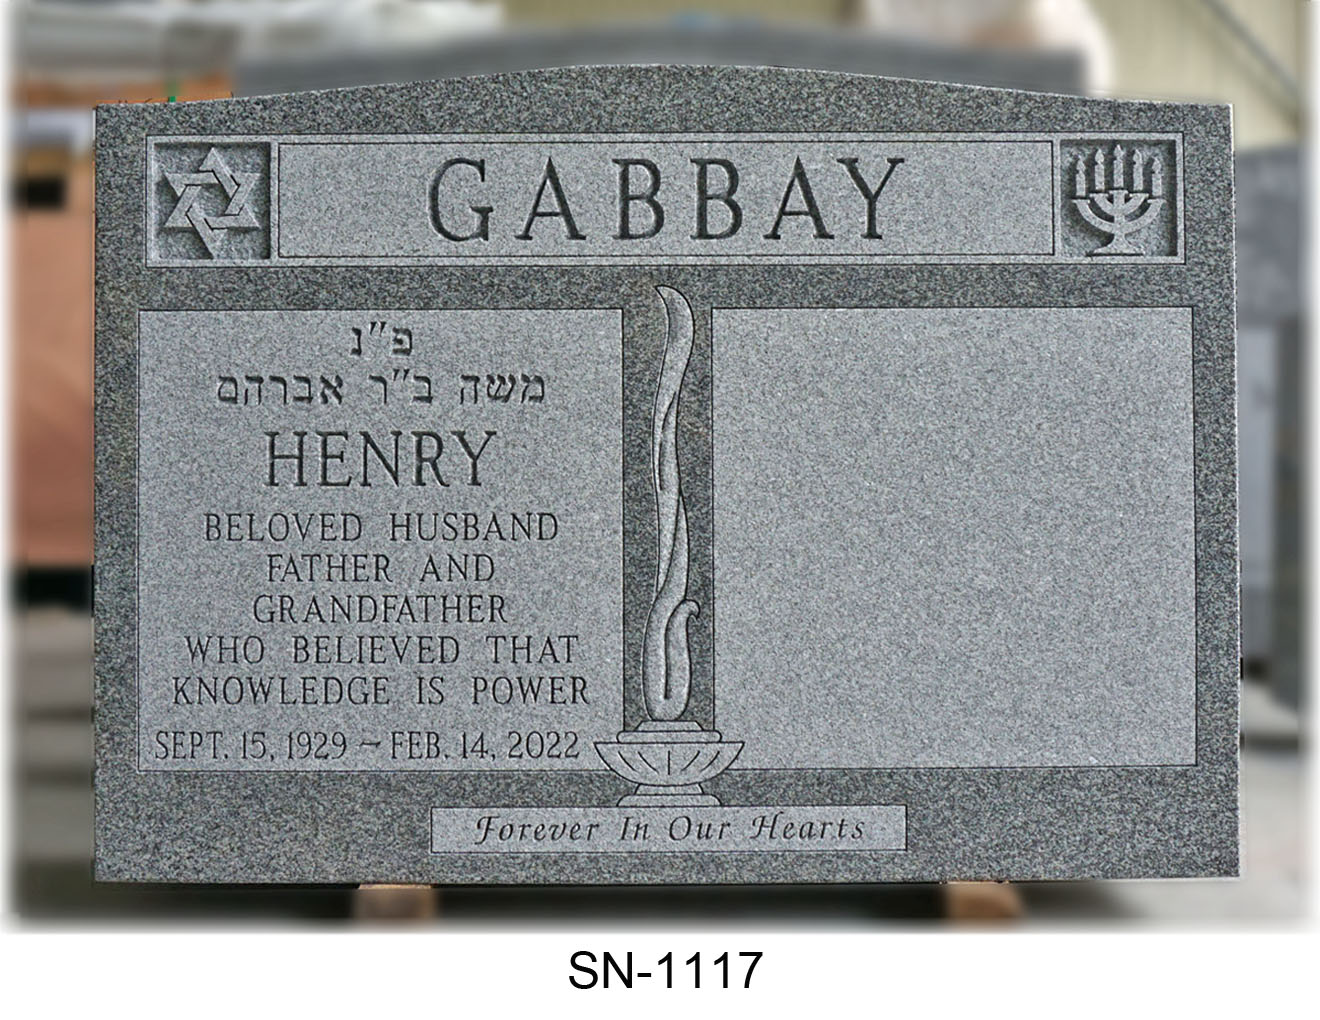 GABBAY
פ"נ
משה ב"ר אברהם
HENRY
BELOVED HUSBAND
FATHER AND
GRANDFATHER
WHO BELIEVED THAT
KNOWLEDGE IS POWER
SEPT. 15, 1929 ~ FEB. 14, 2022
Forever In Our Hearts
SN-1117